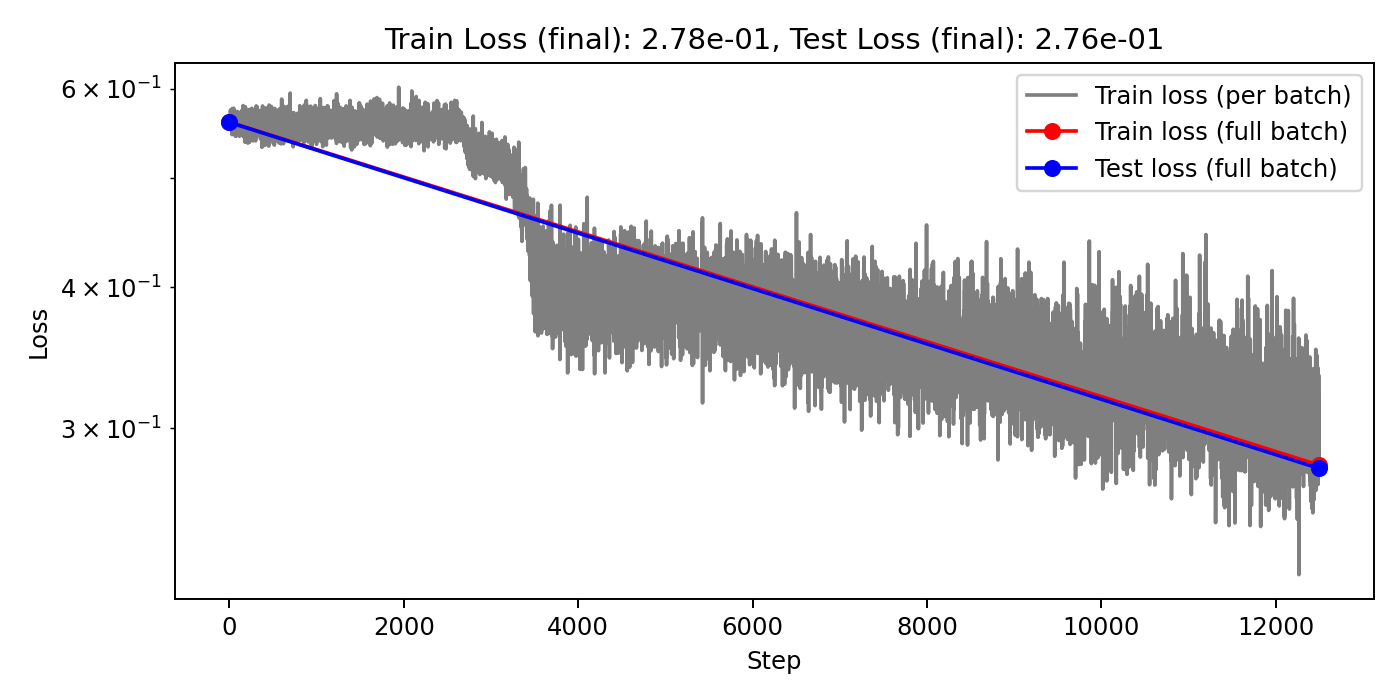 Train Loss (final): 2.78e-01, Test Loss (final): 2.76e-01
Train loss (per batch)
Train loss (full batch)
Test loss (full batch)
6 × 10⁻¹
4 × 10⁻¹
3 × 10⁻¹
Loss
0 2000 4000 6000 8000 10000 12000
Step